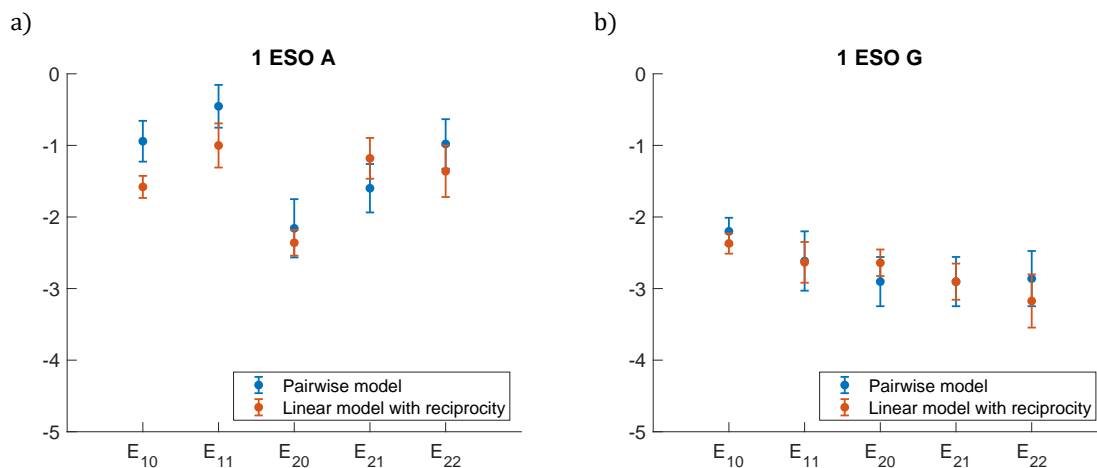 a)
1 ESO A
0
-1
-2
-3
-4
-5
Pairwise model
Linear model with reciprocity
E10 E11 E20 E21 E22
b)
1 ESO G
0
-1
-2
-3
-4
-5
Pairwise model
Linear model with reciprocity
E10 E11 E20 E21 E22